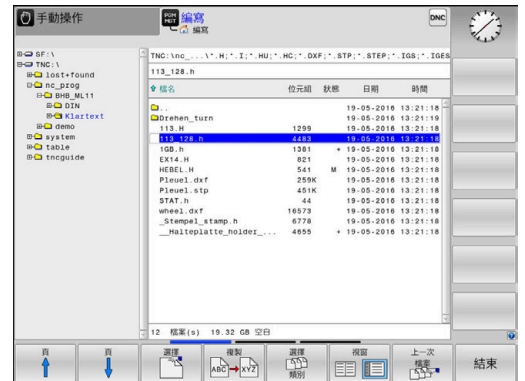 手動操作
PGM
MGT
編寫
編寫
DNC
SF:\
TNC:\
lost+found
nc_prog
BHB_ML11
DIN
Klartext
demo
system
table
tncguide
TNC:\nc_...\*.H;*.I;*.HU;*.HC;*.DXF;*.STP;*.STEP;*.IGS;*.IGES
113_128.h
檔名 位元組 狀態 日期 時間
.. 19-05-2016 13:21:18
Drehen_turn 19-05-2016 13:21:19
113.H 1299 19-05-2016 13:21:18
113_128.h 4483 19-05-2016 13:21:18
1GB.h 1381 + 19-05-2016 13:21:18
EX14.H 821 19-05-2016 13:21:18
HEBEL.H 541 M 19-05-2016 13:21:18
Pleuel.dxf 259K 19-05-2016 13:21:18
Pleuel.stp 451K 19-05-2016 13:21:18
STAT.h 44 19-05-2016 13:21:18
wheel.dxf 16573 19-05-2016 13:21:18
_Stempel_stamp.h 6778 19-05-2016 13:21:18
__Halteplatte_holder_... 4655 + 19-05-2016 13:21:18
12 檔案(s) 19.32 GB 空白
頁
頁
選擇
複製
ABC XYZ
選擇
類別
視窗
上一次
檔案
結束